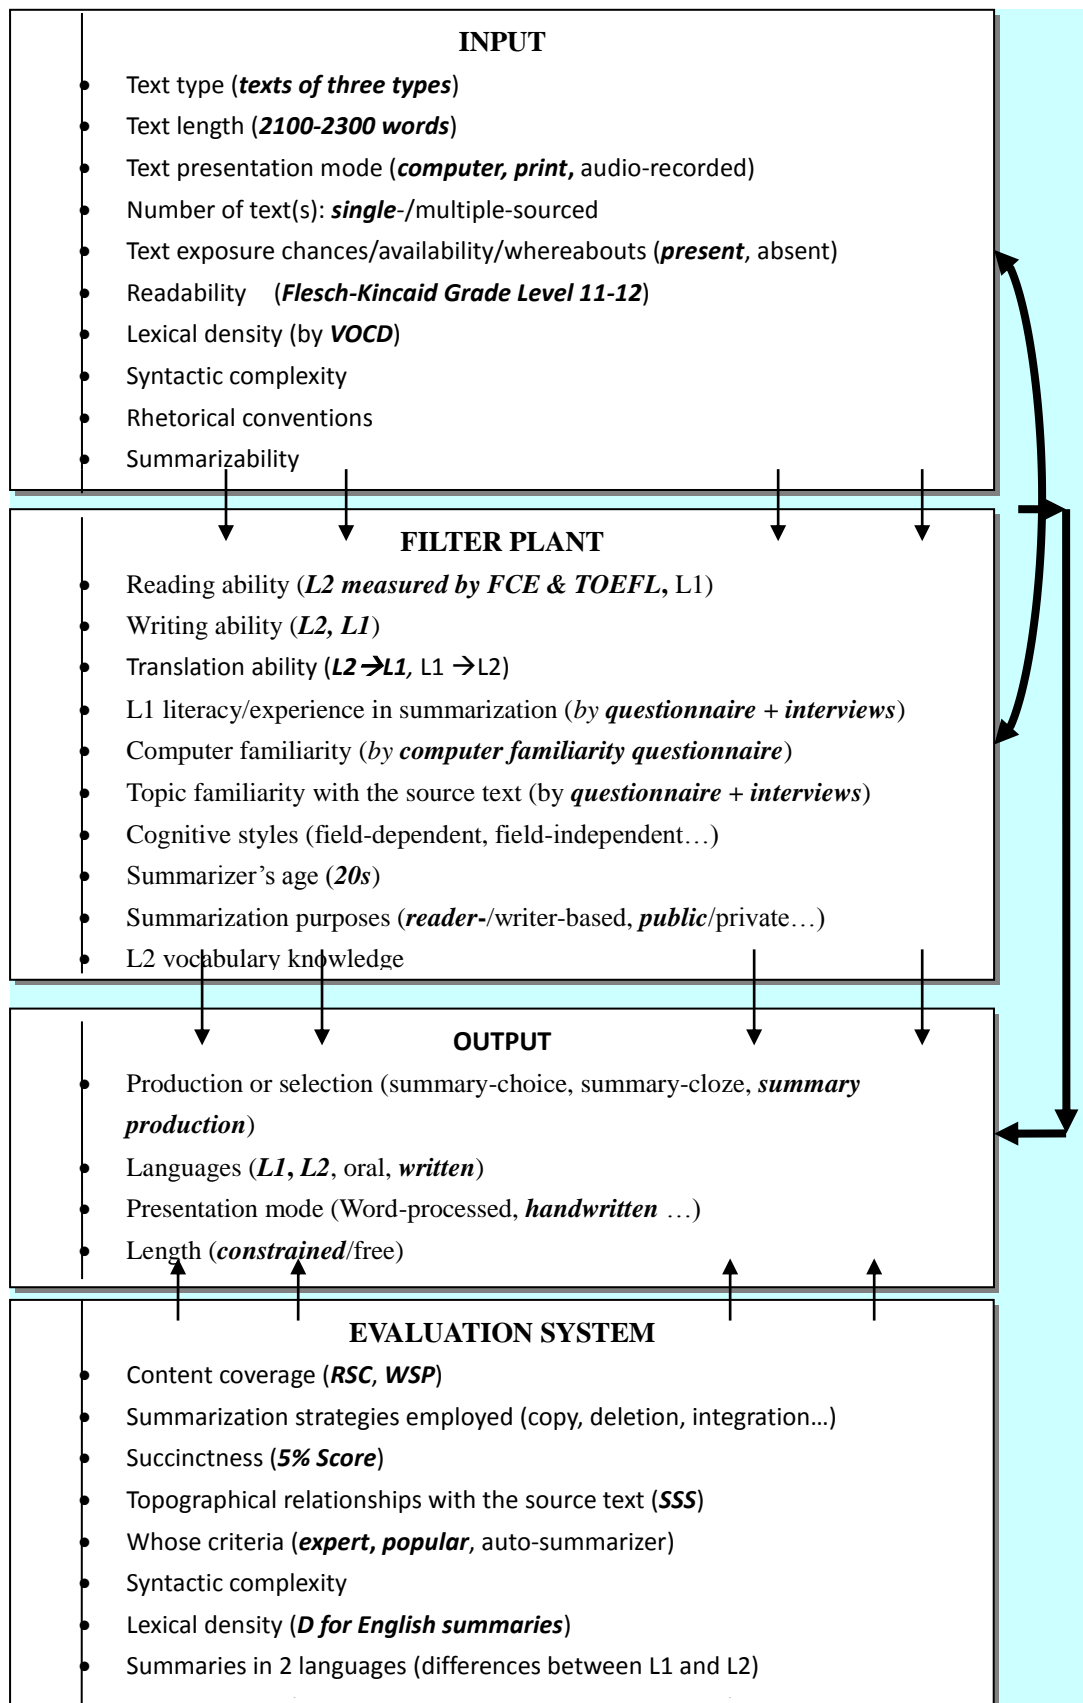 INPUT
• Text type (texts of three types)
• Text length (2100-2300 words)
• Text presentation mode (computer, print, audio-recorded)
• Number of text(s): single-/multiple-sourced
• Text exposure chances/availability/whereabouts (present, absent)
• Readability (Flesch-Kincaid Grade Level 11-12)
• Lexical density (by VOCD)
• Syntactic complexity
• Rhetorical conventions
• Summarizability
FILTER PLANT
• Reading ability (L2 measured by FCE & TOEFL, L1)
• Writing ability (L2, L1)
• Translation ability (L2→L1, L1 →L2)
• L1 literacy/experience in summarization (by questionnaire + interviews)
• Computer familiarity (by computer familiarity questionnaire)
• Topic familiarity with the source text (by questionnaire + interviews)
• Cognitive styles (field-dependent, field-independent…)
• Summarizer’s age (20s)
• Summarization purposes (reader-/writer-based, public/private…)
• L2 vocabulary knowledge
OUTPUT
• Production or selection (summary-choice, summary-cloze, summary
production)
• Languages (L1, L2, oral, written)
• Presentation mode (Word-processed, handwritten …)
• Length (constrained/free)
EVALUATION SYSTEM
• Content coverage (RSC, WSP)
• Summarization strategies employed (copy, deletion, integration…)
• Succinctness (5% Score)
• Topographical relationships with the source text (SSS)
• Whose criteria (expert, popular, auto-summarizer)
• Syntactic complexity
• Lexical density (D for English summaries)
• Summaries in 2 languages (differences between L1 and L2)